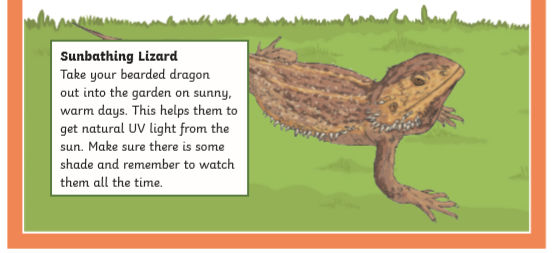 Sunbathing Lizard
Take your bearded dragon
out into the garden on sunny,
warm days. This helps them to
get natural UV light from the
sun. Make sure there is some
shade and remember to watch
them all the time.